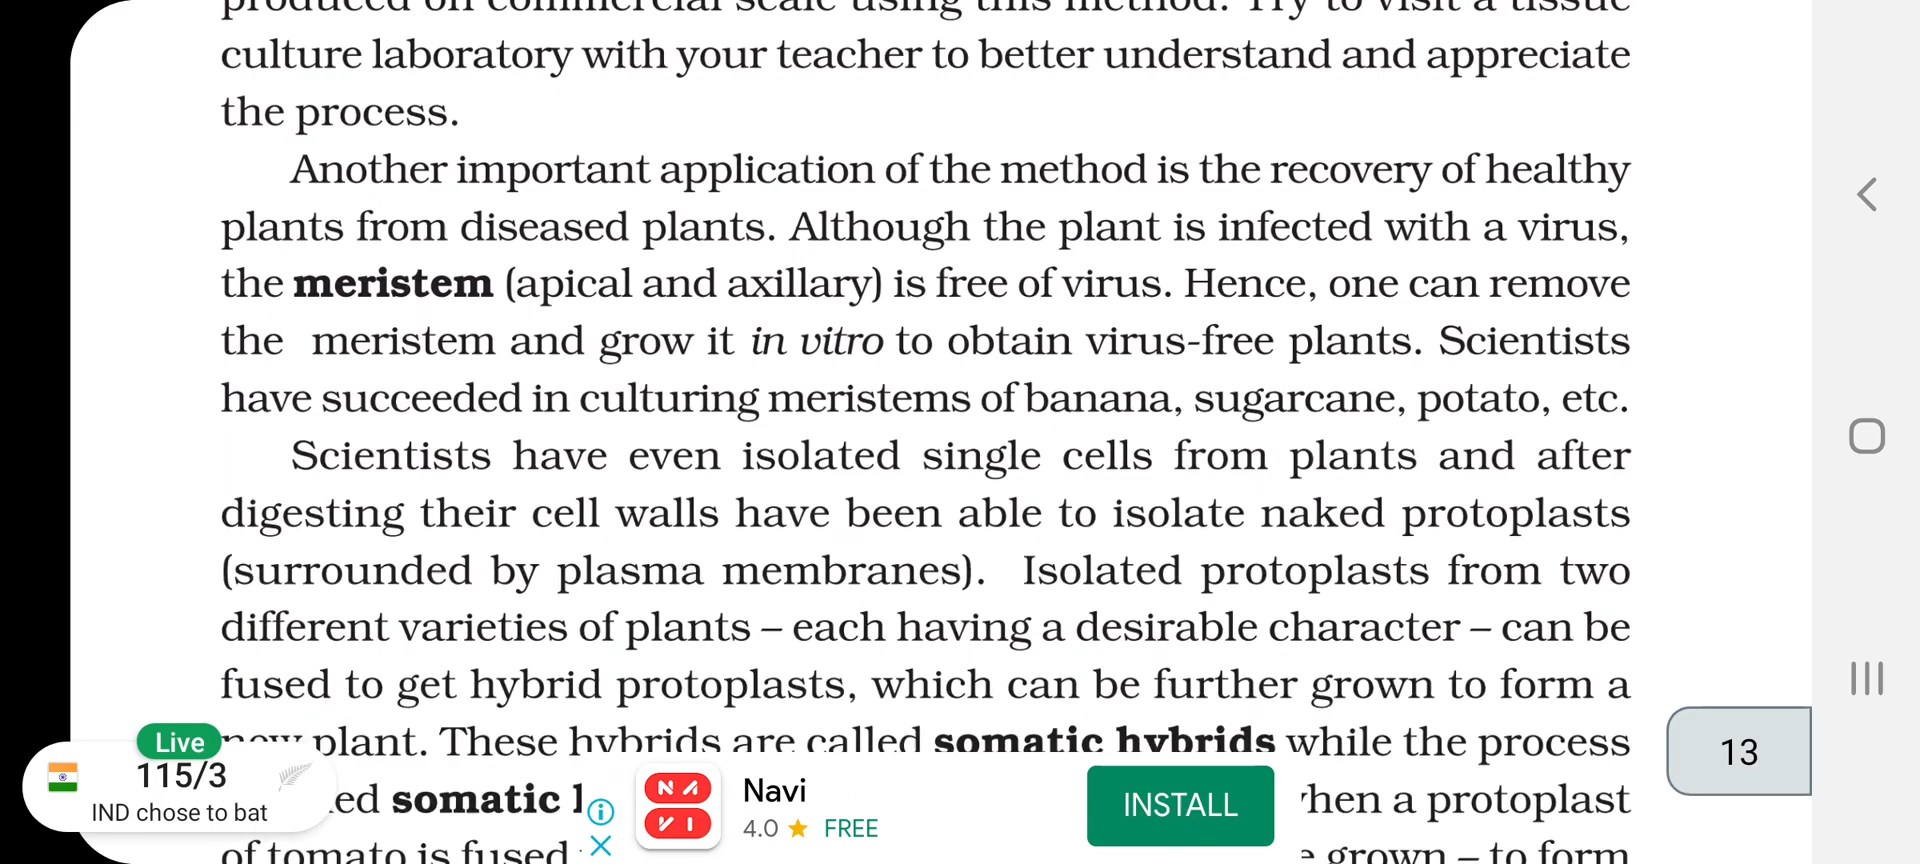 culture laboratory with your teacher to better understand and appreciate
the process.
Another important application of the method is the recovery of healthy
plants from diseased plants. Although the plant is infected with a virus,
the meristem (apical and axillary) is free of virus. Hence, one can remove
the meristem and grow it in vitro to obtain virus-free plants. Scientists
have succeeded in culturing meristems of banana, sugarcane, potato, etc.
Scientists have even isolated single cells from plants and after
digesting their cell walls have been able to isolate naked protoplasts
(surrounded by plasma membranes). Isolated protoplasts from two
different varieties of plants – each having a desirable character – can be
fused to get hybrid protoplasts, which can be further grown to form a
plant. These hybrids are called somatic hybrids while the process
somatic
a protoplast
of tomato is fused
grown – to form
13
Live
115/3
IND chose to bat
NAVI
Navi
4.0 ★ FREE
INSTALL